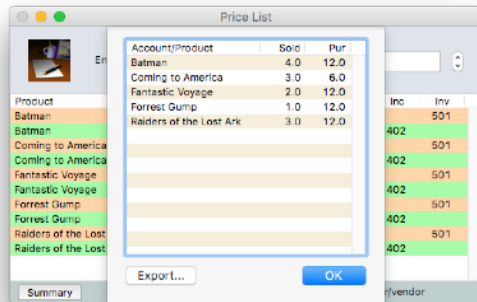 Price List
En
Account/Product Sold Pur
Batman 4.0 12.0
Coming to America 3.0 6.0
Fantastic Voyage 2.0 12.0
Forrest Gump 1.0 12.0
Raiders of the Lost Ark 3.0 12.0
Product Inc Inv
Batman 501
Batman 402
Coming to America 501
Coming to America 402
Fantastic Voyage 501
Fantastic Voyage 402
Forrest Gump 501
Forrest Gump 402
Raiders of the Lost 501
Raiders of the Lost 402
Export... OK
Summary r/vendor